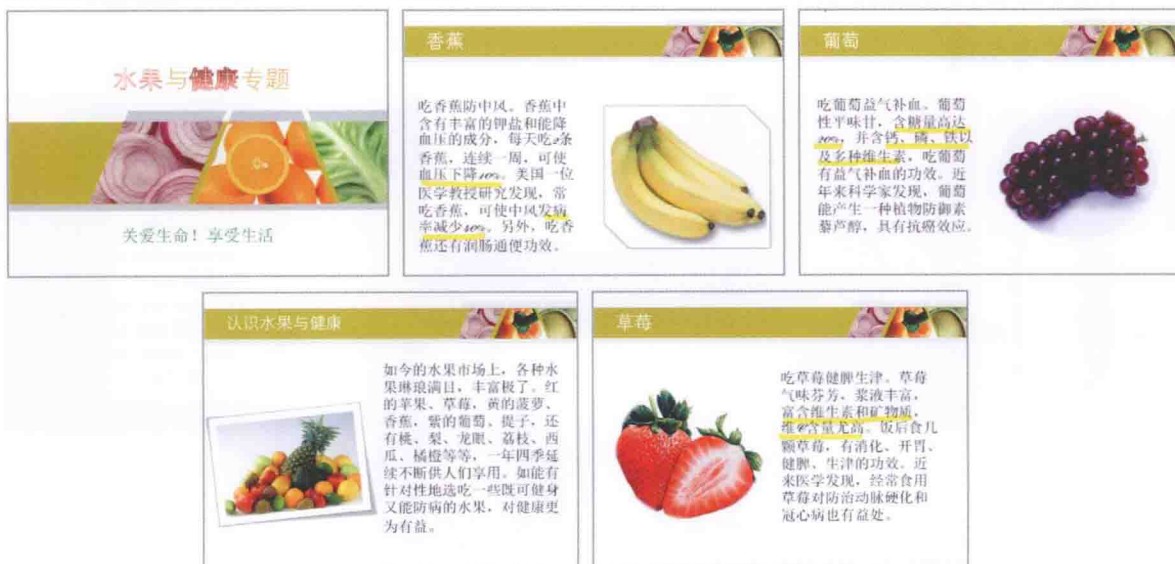 水果与健康专题
关爱生命！享受生活
香蕉
吃香蕉防中风。香蕉中
含有丰富的钾盐和能降
血压的成分，每天吃2条
香蕉，连续一周，可使
血压下降10%。美国一位
医学教授研究发现，常
吃香蕉，可使中风发病
率减少40%。另外，吃香
蕉还有润肠通便功效。
葡萄
吃葡萄益气补血。葡萄
性平味甘，含糖量高达
20%，并含钙、磷、铁以
及多种维生素，吃葡萄
有益气补血的功效。近
年来科学家发现，葡萄
能产生一种植物防御素
藜芦醇，具有抗癌效应。
认识水果与健康
如今的水果市场上，各种水
果琳琅满目，丰富极了。红
的苹果、草莓，黄的菠萝、
香蕉，紫的葡萄、提子，还
有桃、梨、龙眼、荔枝、西
瓜、橘橙等等，一年四季延
续不断供人们享用。如能有
针对性地选吃一些既可健身
又能防病的水果，对健康更
为有益。
草莓
吃草莓健脾生津。草莓
气味芬芳，浆液丰富，
富含维生素和矿物质，
维C含量尤高。饭后食几
颗草莓，有消化、开胃、
健脾、生津的功效。近
来医学发现，经常食用
草莓对防治动脉硬化和
冠心病也有益处。